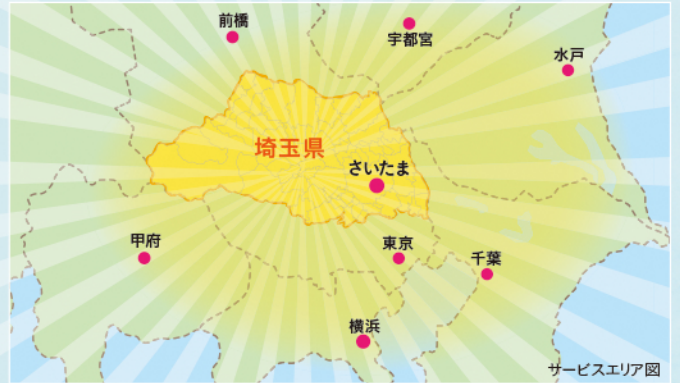 前橋
宇都宮
水戸
埼玉県
さいたま
甲府
東京
千葉
横浜
サービスエリア図